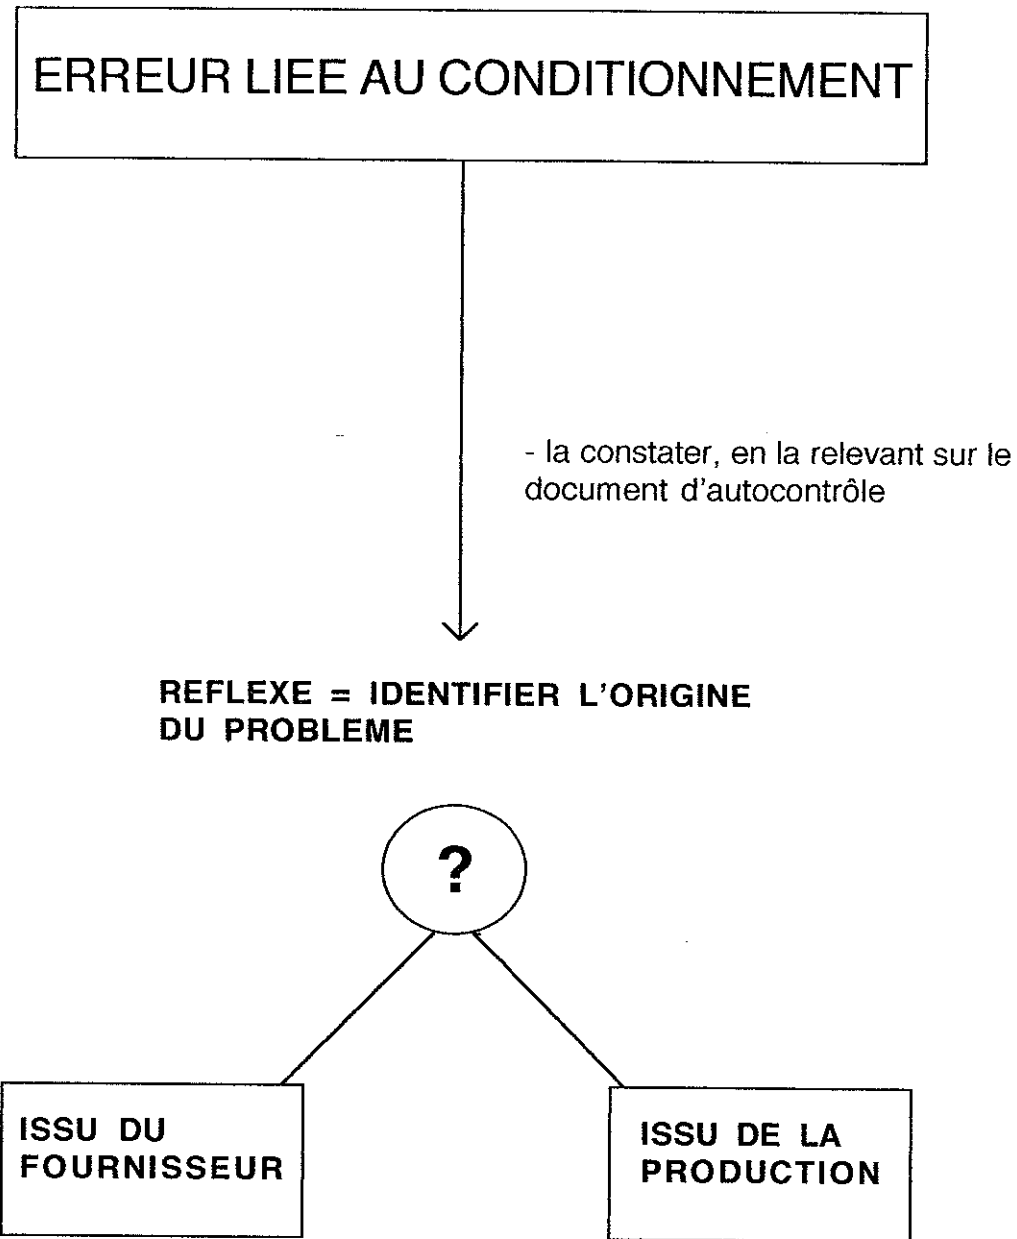 ERREUR LIEE AU CONDITIONNEMENT
- la constater, en la relevant sur le
document d'autocontrôle
REFLEXE = IDENTIFIER L'ORIGINE
DU PROBLEME
?
ISSU DU
FOURNISSEUR
ISSU DE LA
PRODUCTION